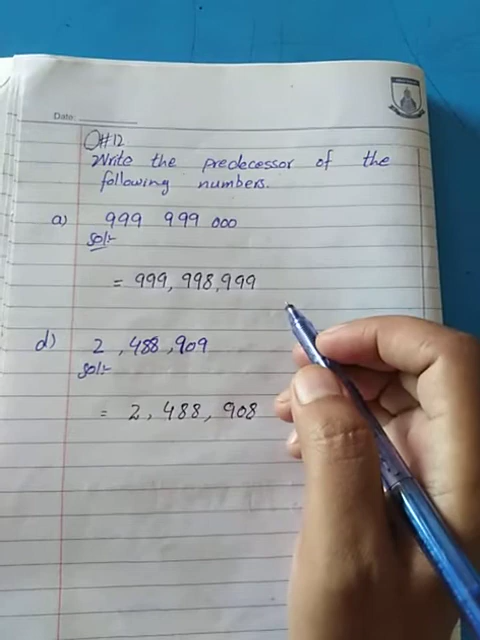 Date:
Q#12
Write the predecessor of the
following numbers.
a) 999 999 000
Sol:-
= 999, 998,999
d) 2 ,488 ,909
Sol:-
= 2, 488, 908